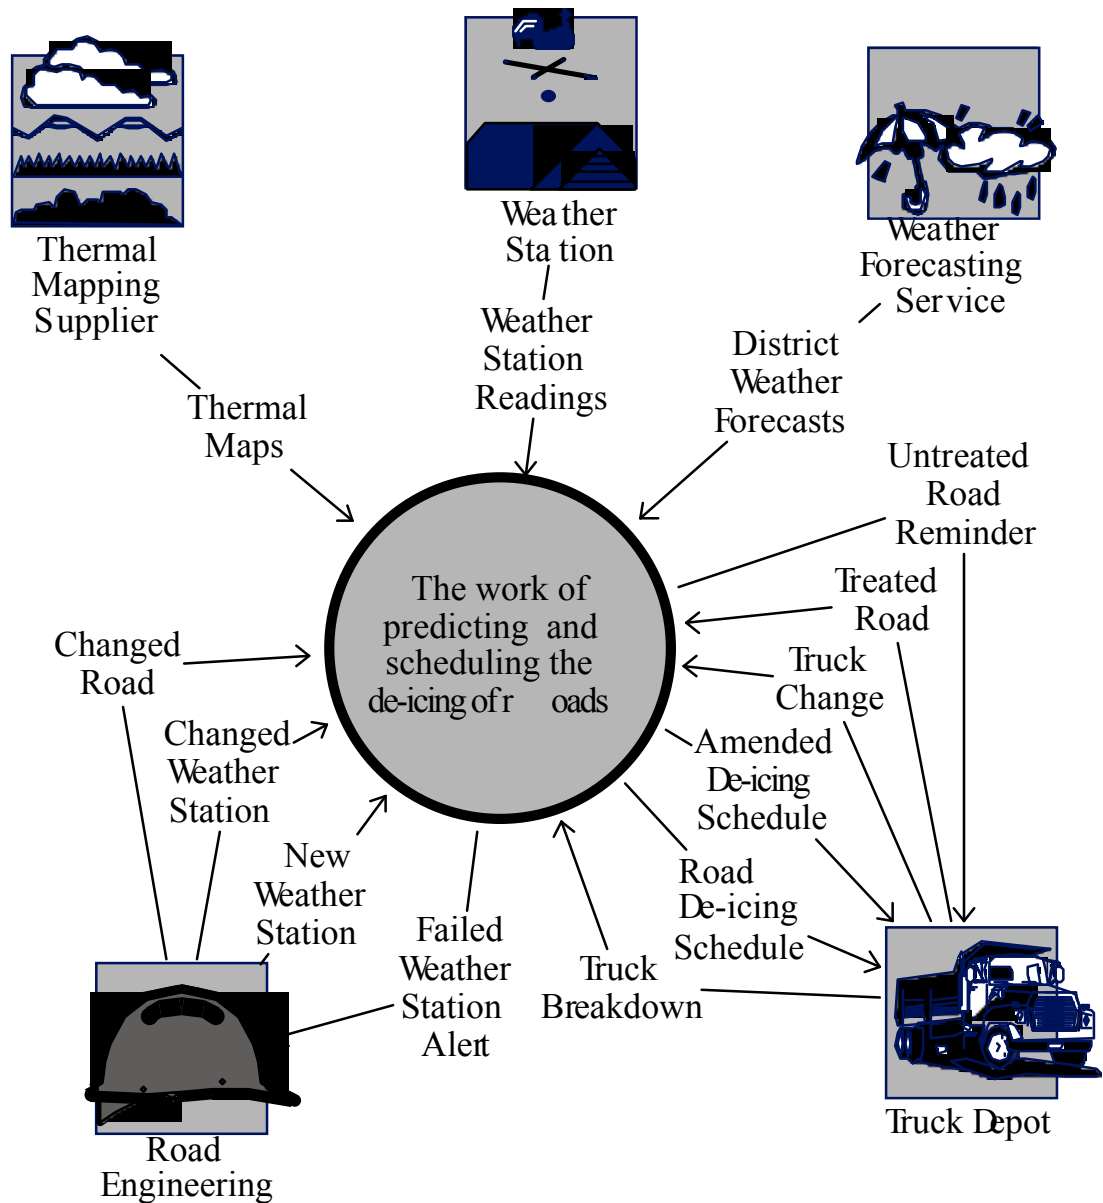 Weather
Station
Thermal
Mapping
Supplier
Weather
Forecasting
Service
Weather
Station
Readings
District
Weather
Forecasts
Thermal
Maps
Untreated
Road
Reminder
The work of
predicting and
scheduling the
de-icing of r oads
Treated
Road
Changed
Road
Truck
Change
Changed
Weather
Station
Amended
De-icing
Schedule
New
Weather
Station
Road
De-icing
Schedule
Failed
Weather
Station
Alert
Truck
Breakdown
Truck Depot
Road
Engineering